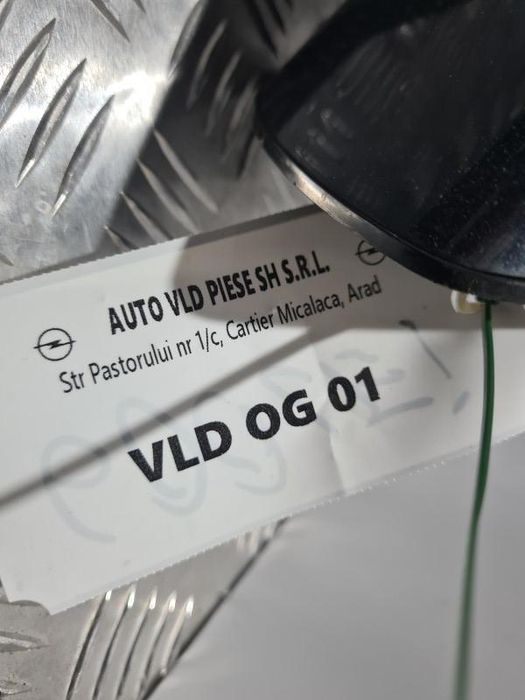 AUTO VLD PIESE SH S.R.L.
Str Pastorului nr 1/c, Cartier Micalaca, Arad
VLD OG 01